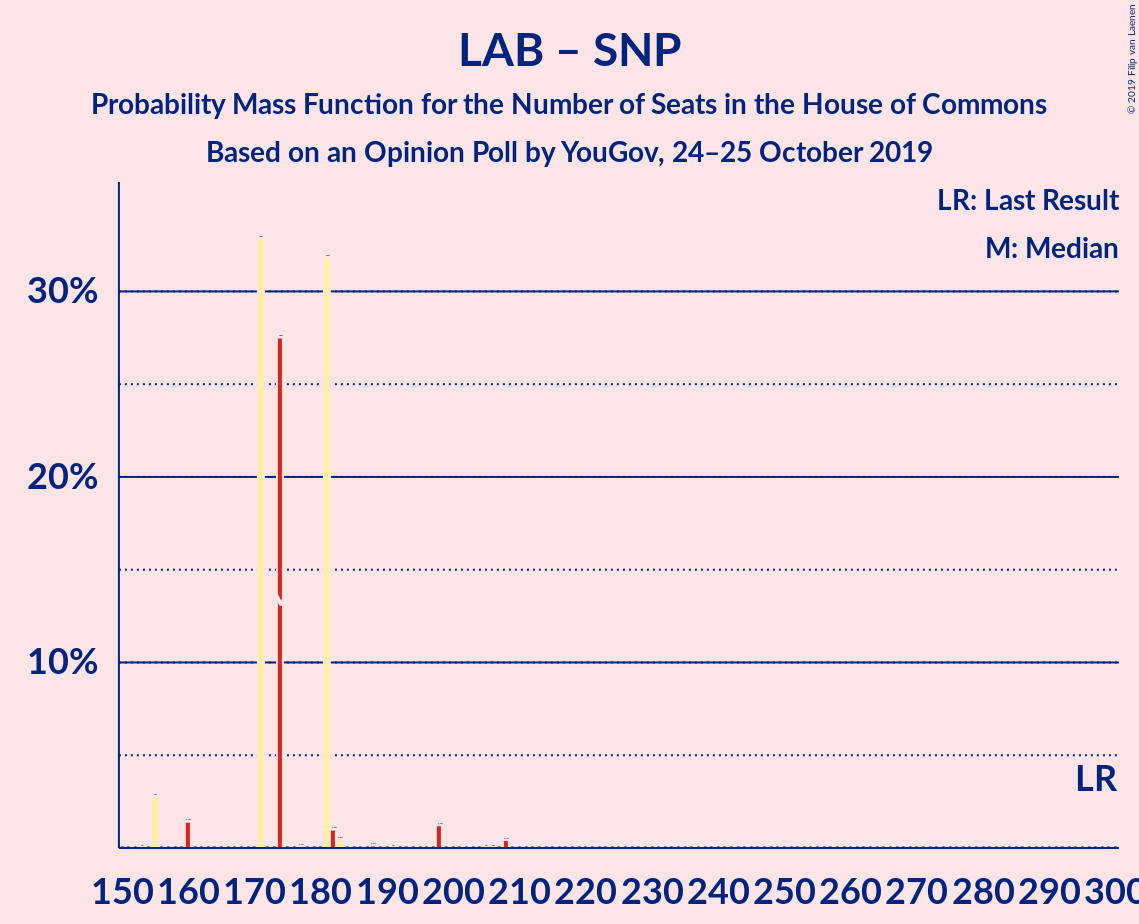 LAB – SNP
Probability Mass Function for the Number of Seats in the House of Commons
Based on an Opinion Poll by YouGov, 24–25 October 2019
© 2019 Filip van Laenen
LR: Last Result
M: Median
30%
20%
10%
LR
150 160 170 180 190 200 210 220 230 240 250 260 270 280 290 300